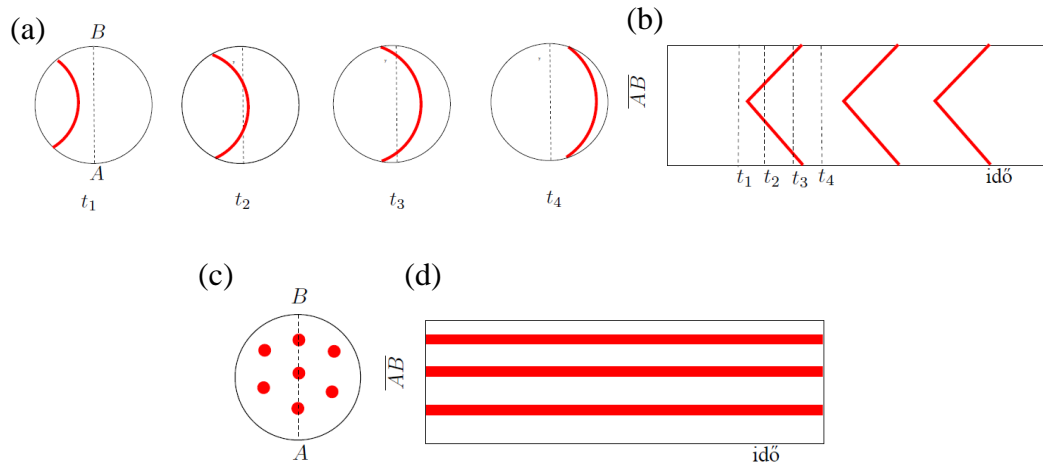 (a)
B
A
t₁
t₂
t₃
t₄
(b)
AB
t₁ t₂ t₃ t₄
idő
(c)
B
A
(d)
AB
idő